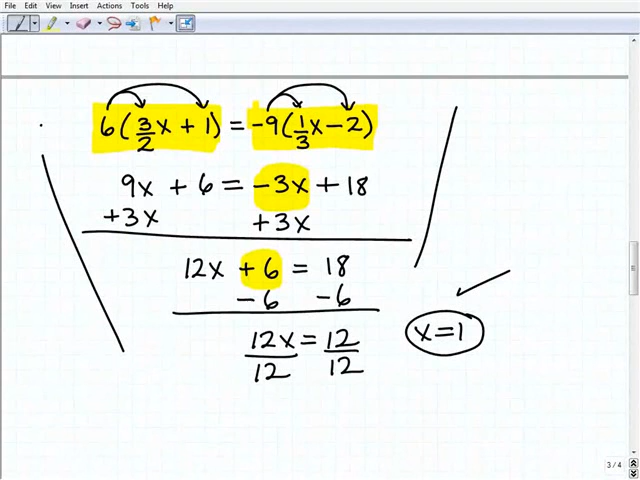 File Edit View Insert Actions Tools Help
6(3/2x + 1) = -9(1/3x - 2)
9x + 6 = -3x + 18
+3x +3x
12x + 6 = 18
-6 -6
12x/12 = 12/12
x = 1
3/4